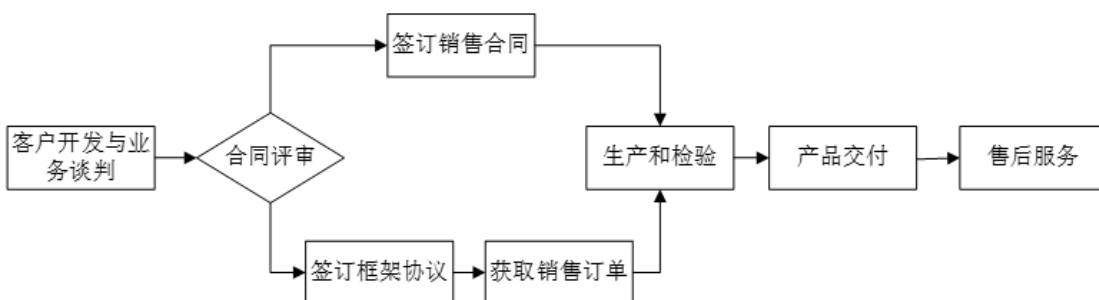 签订销售合同
客户开发与业
务谈判
合同评审
生产和检验
产品交付
售后服务
签订框架协议
获取销售订单